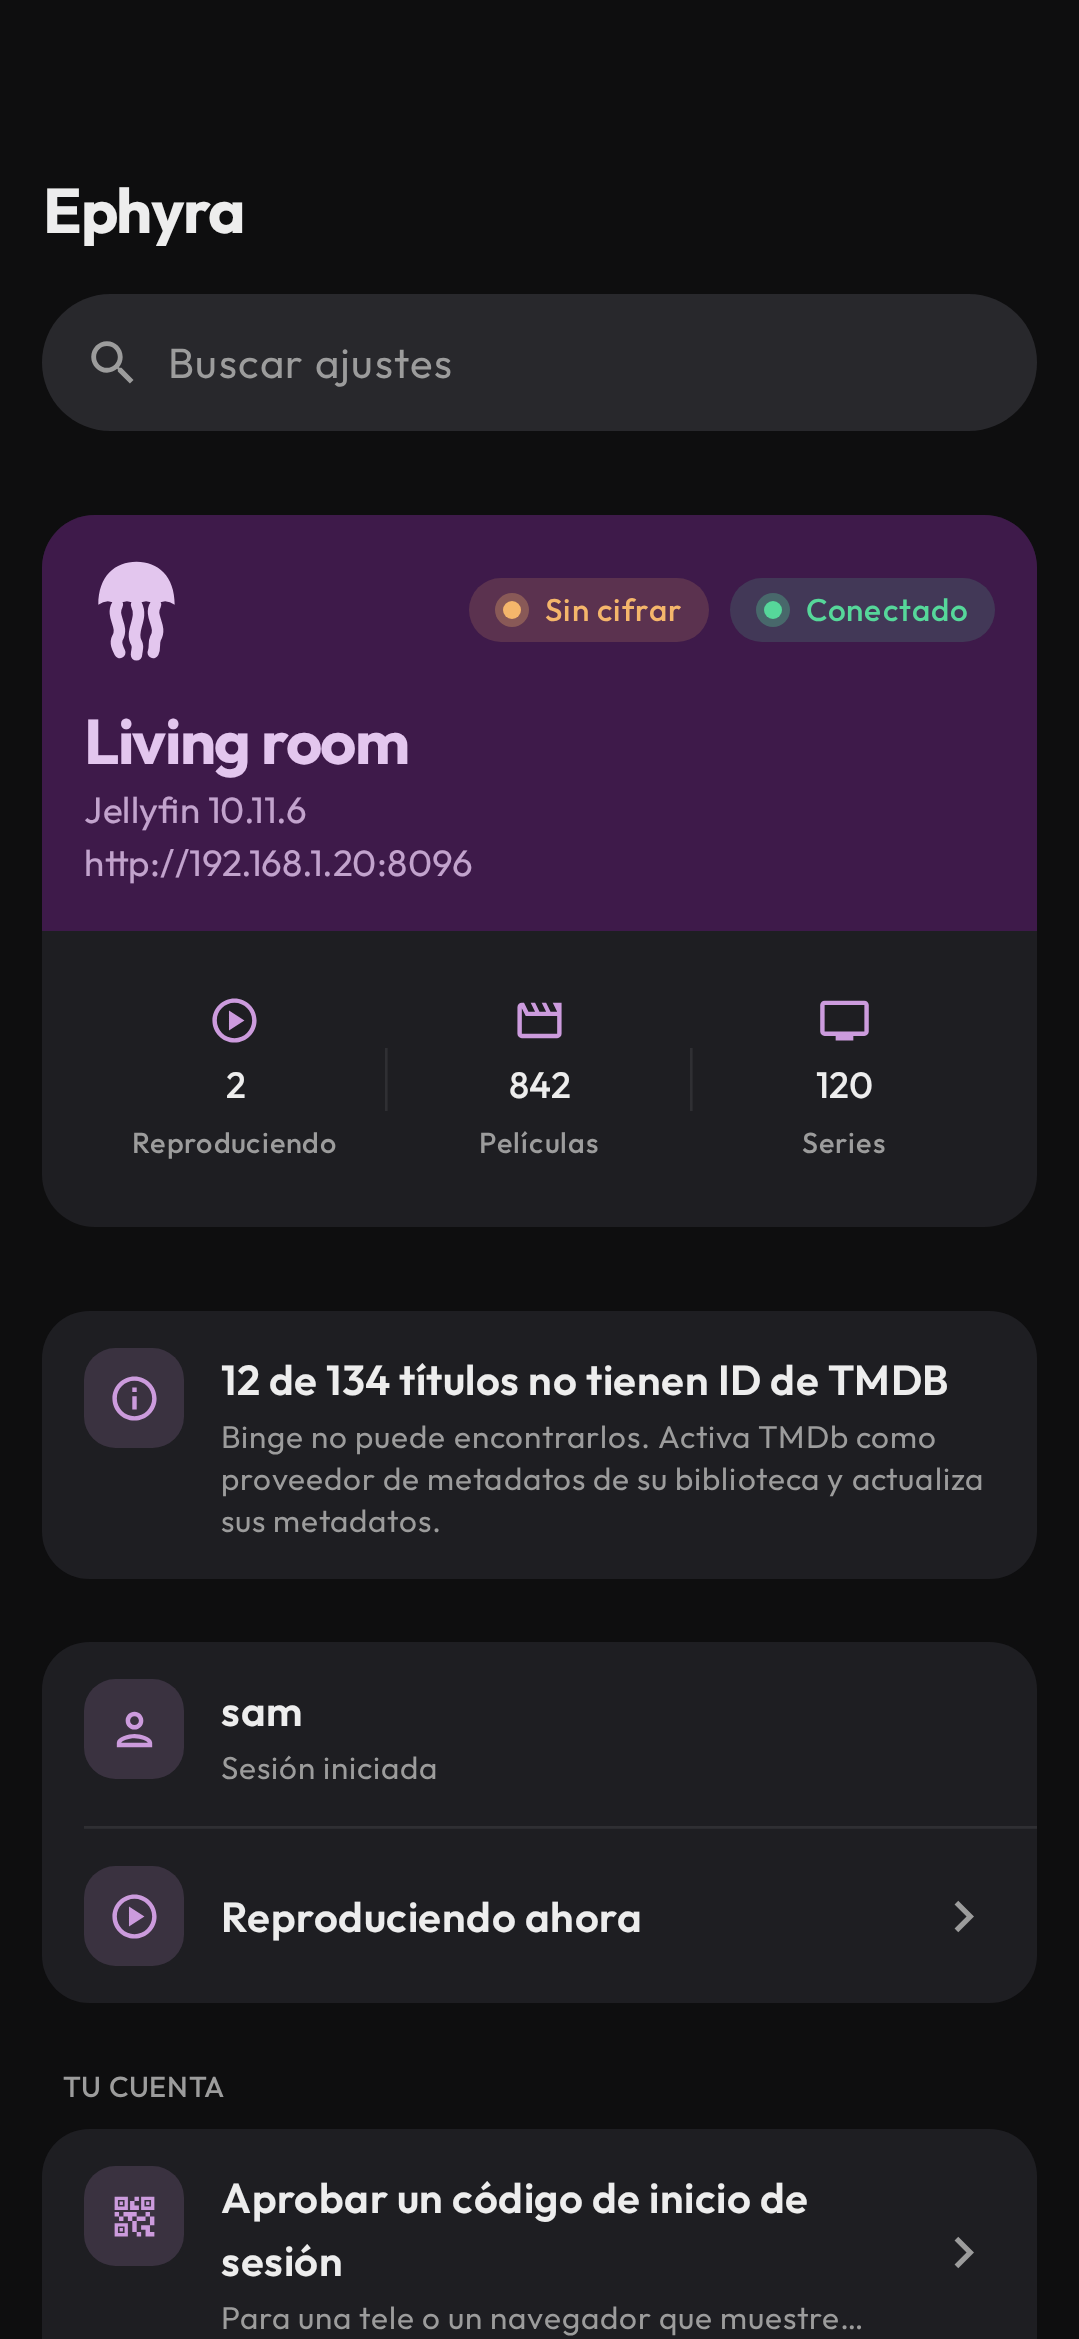 Ephyra
Buscar ajustes
Sin cifrar
Conectado
Living room
Jellyfin 10.11.6
http://192.168.1.20:8096
2
842
120
Reproduciendo
Películas
Series
12 de 134 títulos no tienen ID de TMDB
Binge no puede encontrarlos. Activa TMDb como
proveedor de metadatos de su biblioteca y actualiza
sus metadatos.
sam
Sesión iniciada
Reproduciendo ahora
TU CUENTA
Aprobar un código de inicio de
sesión
Para una tele o un navegador que muestre…